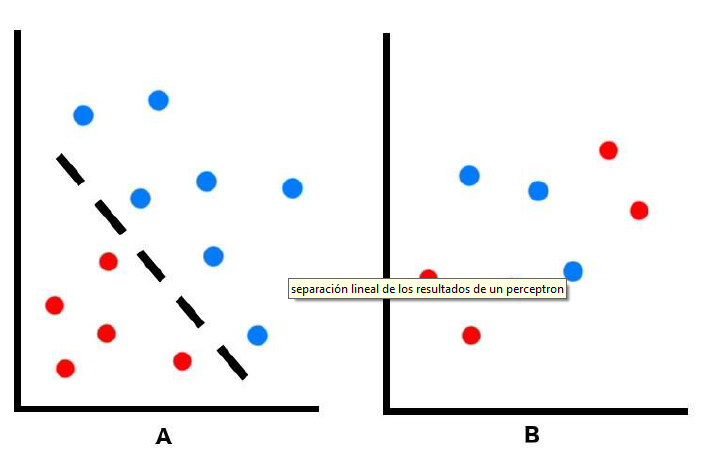 separación lineal de los resultados de un perceptron
A
B